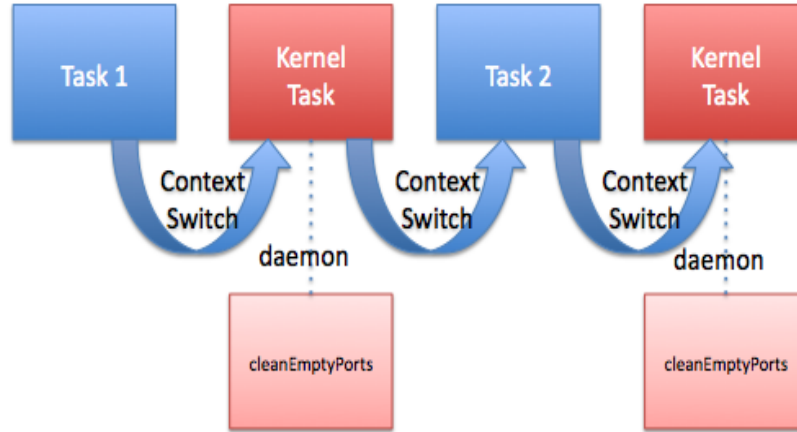 Task 1
Kernel
Task
Task 2
Kernel
Task
Context
Switch
Context
Switch
Context
Switch
daemon
daemon
cleanEmptyPorts
cleanEmptyPorts